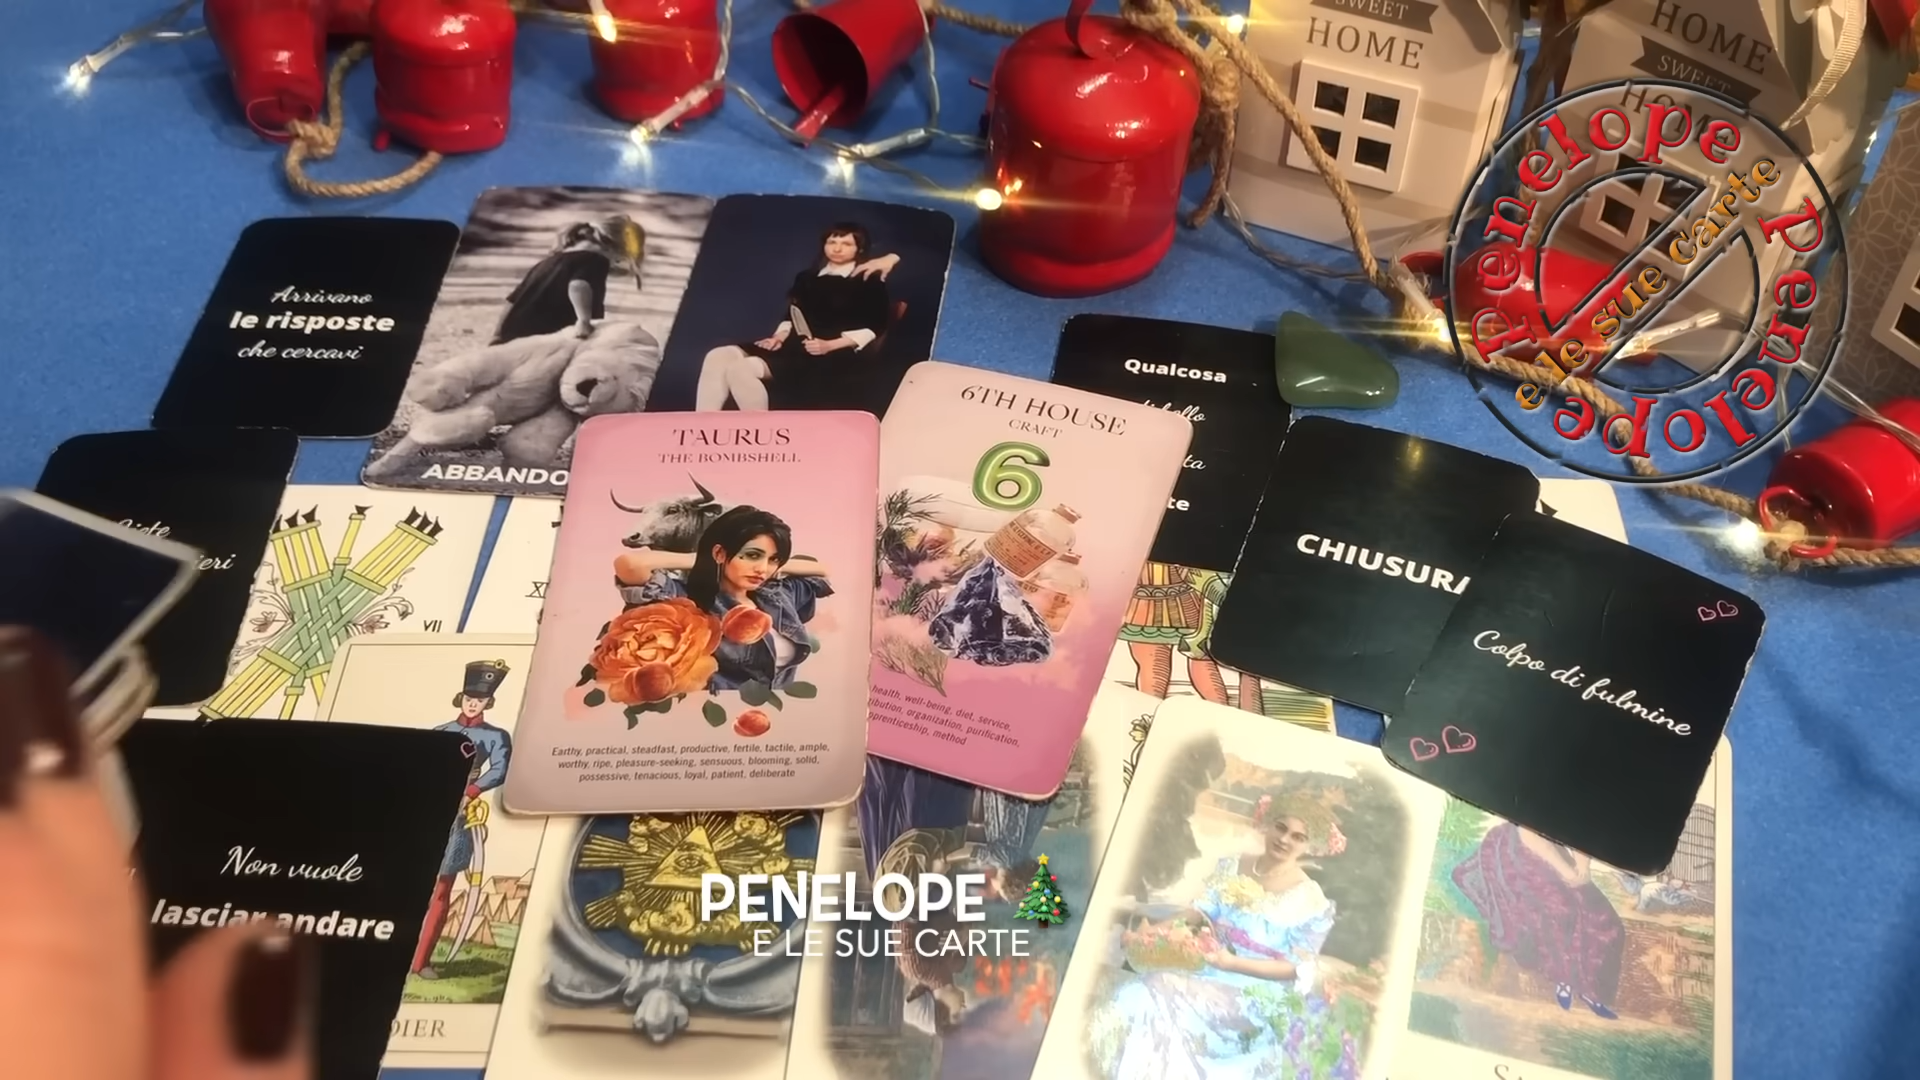 SWEET
HOME
HOME
SWEET
HOME
Penelope Penelope
e le sue carte
Arrivano
le risposte
che cercavi
ABBANDO
TAURUS
THE BOMBSHELL
Earthy, practical, steadfast, productive, fertile, tactile, ample,
worthy, ripe, pleasure-seeking, sensuous, blooming, solid,
possessive, tenacious, loyal, patient, deliberate
6TH HOUSE
CRAFT
6
health, well-being, diet, service,
organization, purification,
method
Qualcosa
CHIUSURA
Colpo di fulmine
VII
Non vuole
lasciar andare
PENELOPE
E LE SUE CARTE
DIER